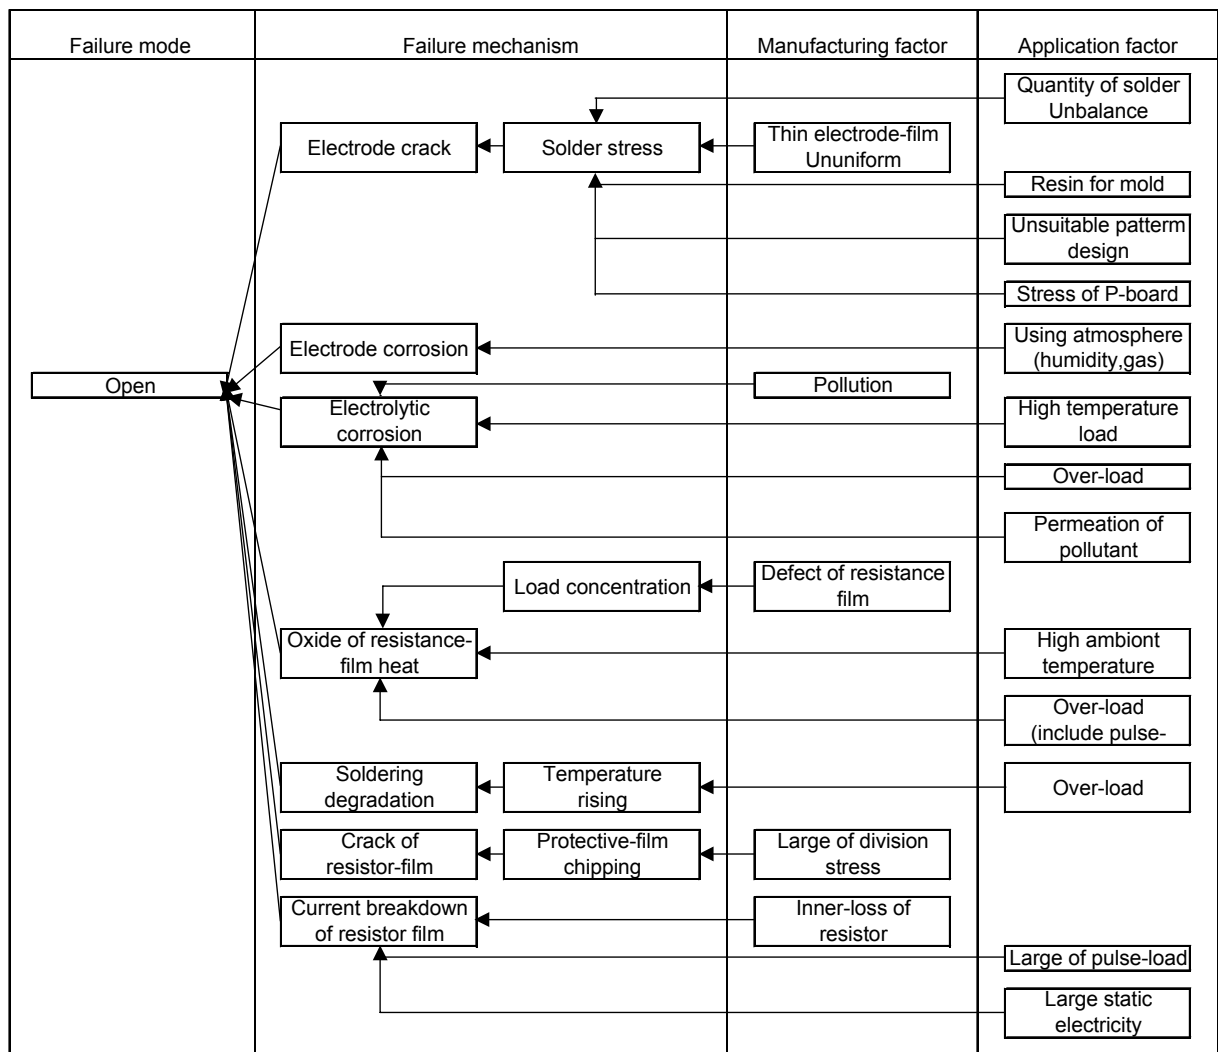 Failure mode
Failure mechanism
Manufacturing factor
Application factor
Quantity of solder
Unbalance
Electrode crack
Solder stress
Thin electrode-film
Ununiform
Resin for mold
Unsuitable patterm
design
Stress of P-board
Electrode corrosion
Using atmosphere
(humidity,gas)
Open
Pollution
Electrolytic
corrosion
High temperature
load
Over-load
Permeation of
pollutant
Load concentration
Defect of resistance
film
Oxide of resistance-
film heat
High ambiont
temperature
Over-load
(include pulse-
Soldering
degradation
Temperature
rising
Over-load
Crack of
resistor-film
Protective-film
chipping
Large of division
stress
Current breakdown
of resistor film
Inner-loss of
resistor
Large of pulse-load
Large static
electricity